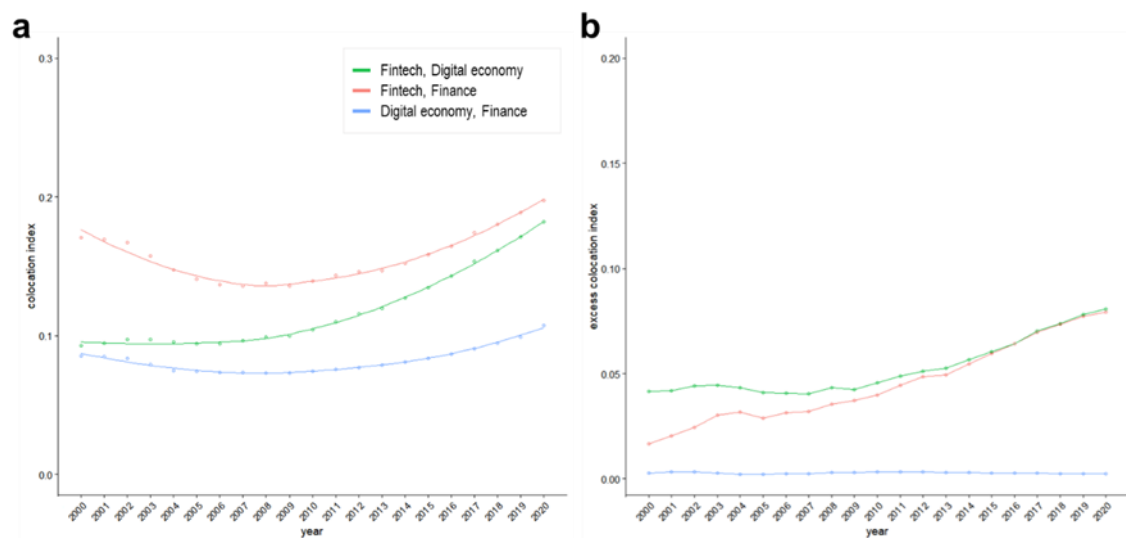 a
0.3
0.2
0.1
0.0
colocation index
Fintech, Digital economy
Fintech, Finance
Digital economy, Finance
2000 2001 2002 2003 2004 2005 2006 2007 2008 2009 2010 2011 2012 2013 2014 2015 2016 2017 2018 2019 2020
year
b
0.20
0.15
0.10
0.05
0.00
excess colocation index
2000 2001 2002 2003 2004 2005 2006 2007 2008 2009 2010 2011 2012 2013 2014 2015 2016 2017 2018 2019 2020
year